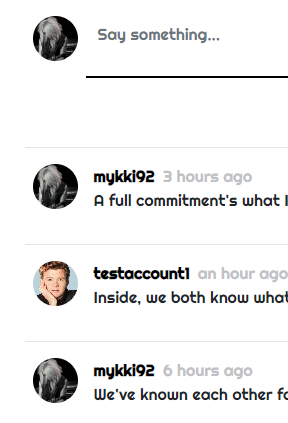 Say something...
mykki92 3 hours ago
A full commitment's what I
testaccount1 an hour ago
Inside, we both know what
mykki92 6 hours ago
We've known each other fo